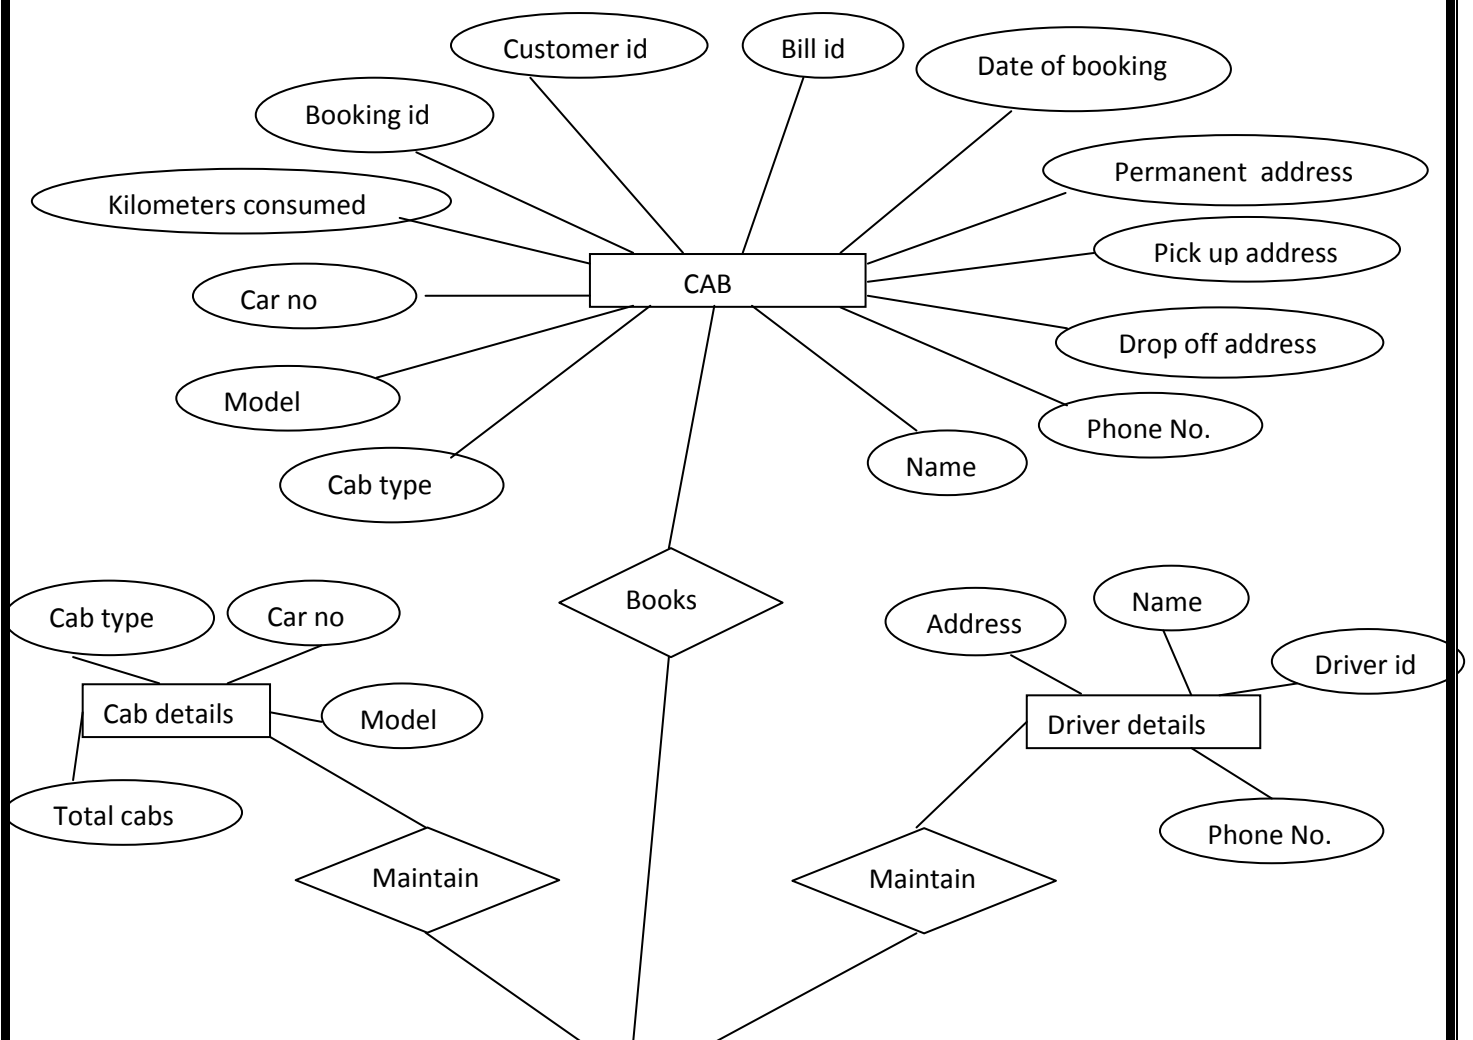 Customer id
Bill id
Date of booking
Booking id
Permanent address
Kilometers consumed
Pick up address
CAB
Car no
Drop off address
Model
Phone No.
Name
Cab type
Books
Cab type
Car no
Address
Name
Driver id
Cab details
Model
Driver details
Total cabs
Phone No.
Maintain
Maintain